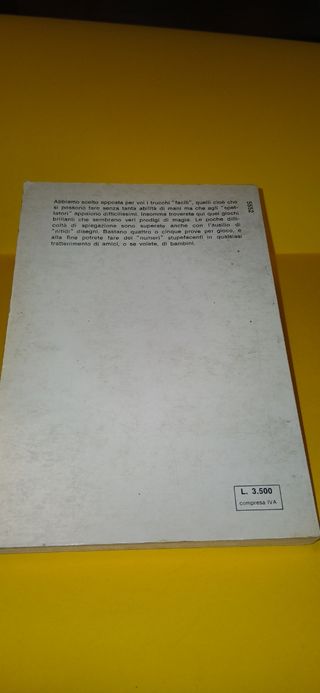 Abbiamo scelto apposta per voi i trucchi "facili", quelli cioè che
si possono fare senza tanta abilità di mani ma che agli "spet-
tatori" appaiono difficilissimi. Insomma troverete qui quei giochi
brillanti che sembrano veri prodigi di magia. Le poche diffi-
coltà di spiegazione sono superate anche con l'ausilio di
"nitidi" disegni. Bastano quattro o cinque prove per gioco, e
alla fine potrete fare dei "numeri" stupefacenti in qualsiasi
trattenimento di amici, o se volete, di bambini.
L. 3.500
compresa IVA